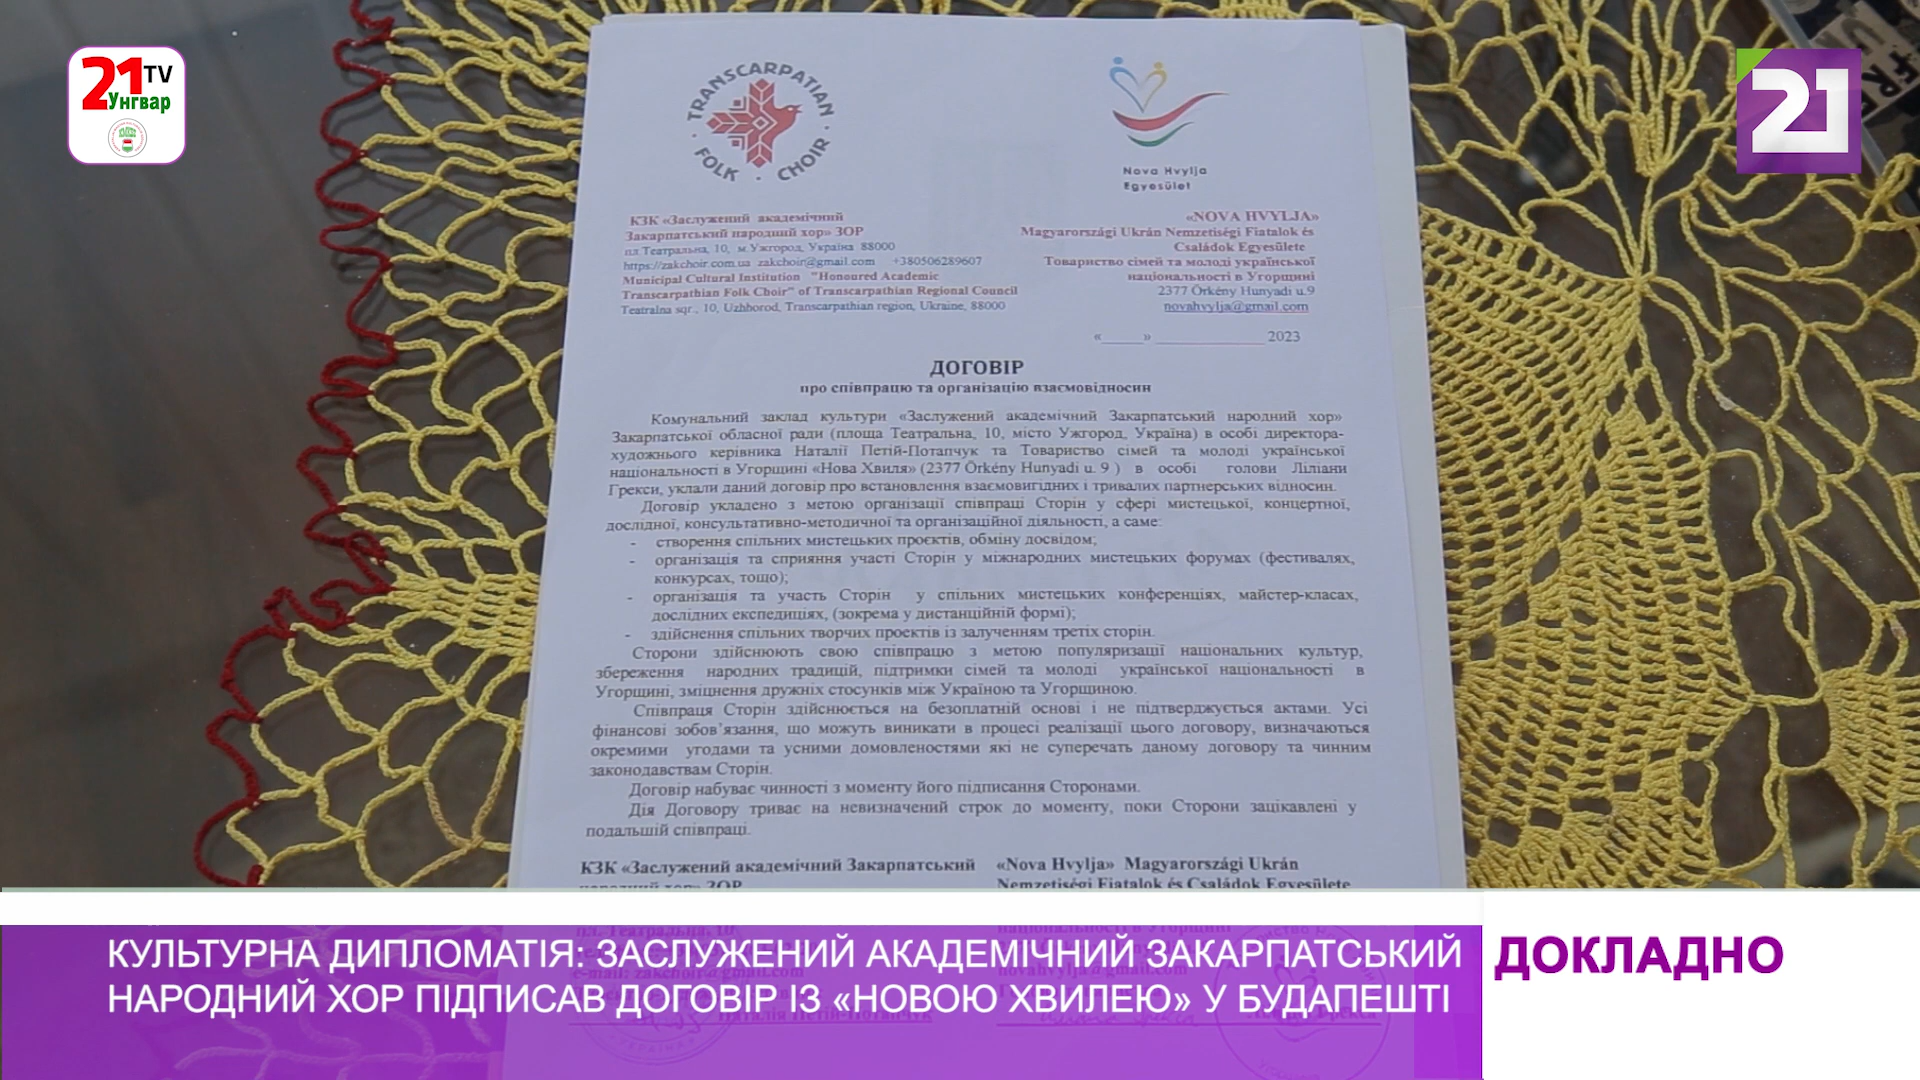 21 TV
Унгвар
21
TRANSCARPATIAN
FOLK · CHOIR
Nova Hvylja
Egyesület
КЗК «Заслужений академічний
Закарпатський народний хор» ЗОР
пл.Театральна, 10, м.Ужгород, Україна 88000
https://zakchoir.com.ua zakchoir@gmail.com +380506289607
Municipal Cultural Institution "Honoured Academic
Transcarpathian Folk Choir" of Transcarpathian Regional Council
Teatralna sqr., 10, Uzhhorod, Transcarpathian region, Ukraine, 88000
«NOVA HVYLJA»
Magyarországi Ukrán Nemzetiségi Fiatalok és
Családok Egyesülete
Товариство сімей та молоді української
національності в Угорщині
2377 Örkény Hunyadi u.9
novahvylja@gmail.com
«_____» _____________ 2023
ДОГОВІР
про співпрацю та організацію взаємовідносин
Комунальний заклад культури «Заслужений академічний Закарпатський народний хор»
Закарпатської обласної ради (площа Театральна, 10, місто Ужгород, Україна) в особі директора-
художнього керівника Наталії Петій-Потапчук та Товариство сімей та молоді української
національності в Угорщині «Нова Хвиля» (2377 Örkény Hunyadi u. 9 ) в особі голови Ліліани
Грекси, уклали даний договір про встановлення взаємовигідних і тривалих партнерських відносин.
Договір укладено з метою організації співпраці Сторін у сфері мистецької, концертної,
дослідної, консультативно-методичної та організаційної діяльності, а саме:
- створення спільних мистецьких проєктів, обміну досвідом;
- організація та сприяння участі Сторін у міжнародних мистецьких форумах (фестивалях,
конкурсах, тощо);
- організація та участь Сторін у спільних мистецьких конференціях, майстер-класах,
дослідних експедиціях, (зокрема у дистанційній формі);
- здійснення спільних творчих проектів із залученням третіх сторін.
Сторони здійснюють свою співпрацю з метою популяризації національних культур,
збереження народних традицій, підтримки сімей та молоді української національності в
Угорщині, зміцнення дружніх стосунків між Україною та Угорщиною.
Співпраця Сторін здійснюється на безоплатній основі і не підтверджується актами. Усі
фінансові зобов’язання, що можуть виникати в процесі реалізації цього договору, визначаються
окремими угодами та усними домовленостями які не суперечать даному договору та чинним
законодавствам Сторін.
Договір набуває чинності з моменту його підписання Сторонами.
Дія Договору триває на невизначений строк до моменту, поки Сторони зацікавлені у
подальшій співпраці.
КЗК «Заслужений академічний Закарпатський
народний хор» ЗОР
«Nova Hvylja» Magyarországi Ukrán
Nemzetiségi Fiatalok és Családok Egyesülete
КУЛЬТУРНА ДИПЛОМАТІЯ: ЗАСЛУЖЕНИЙ АКАДЕМІЧНИЙ ЗАКАРПАТСЬКИЙ
НАРОДНИЙ ХОР ПІДПИСАВ ДОГОВІР ІЗ «НОВОЮ ХВИЛЕЮ» У БУДАПЕШТІ
ДОКЛАДНО